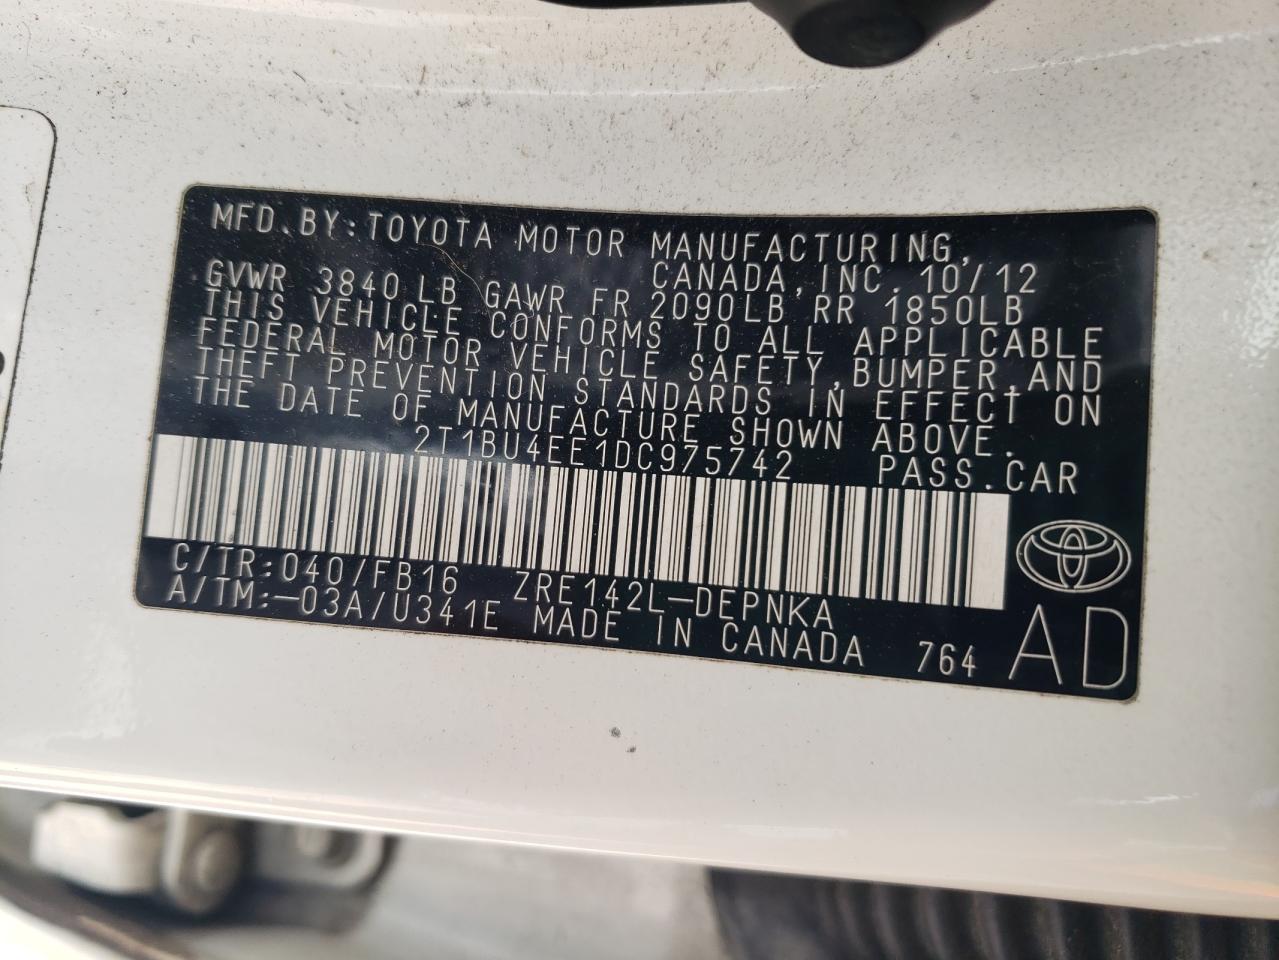 MFD.BY:TOYOTA MOTOR MANUFACTURING,
CANADA,INC.10/12
GVWR 3840LB GAWR FR 2090LB RR 1850LB
THIS VEHICLE CONFORMS TO ALL APPLICABLE
FEDERAL MOTOR VEHICLE SAFETY,BUMPER,AND
THEFT PREVENTION STANDARDS IN EFFECT ON
THE DATE OF MANUFACTURE SHOWN ABOVE.
2T1BU4EE1DC975742 PASS.CAR
C/TR:040/FB16 ZRE142L-DEPNKA
A/TM:-03A/U341E MADE IN CANADA 764
AD